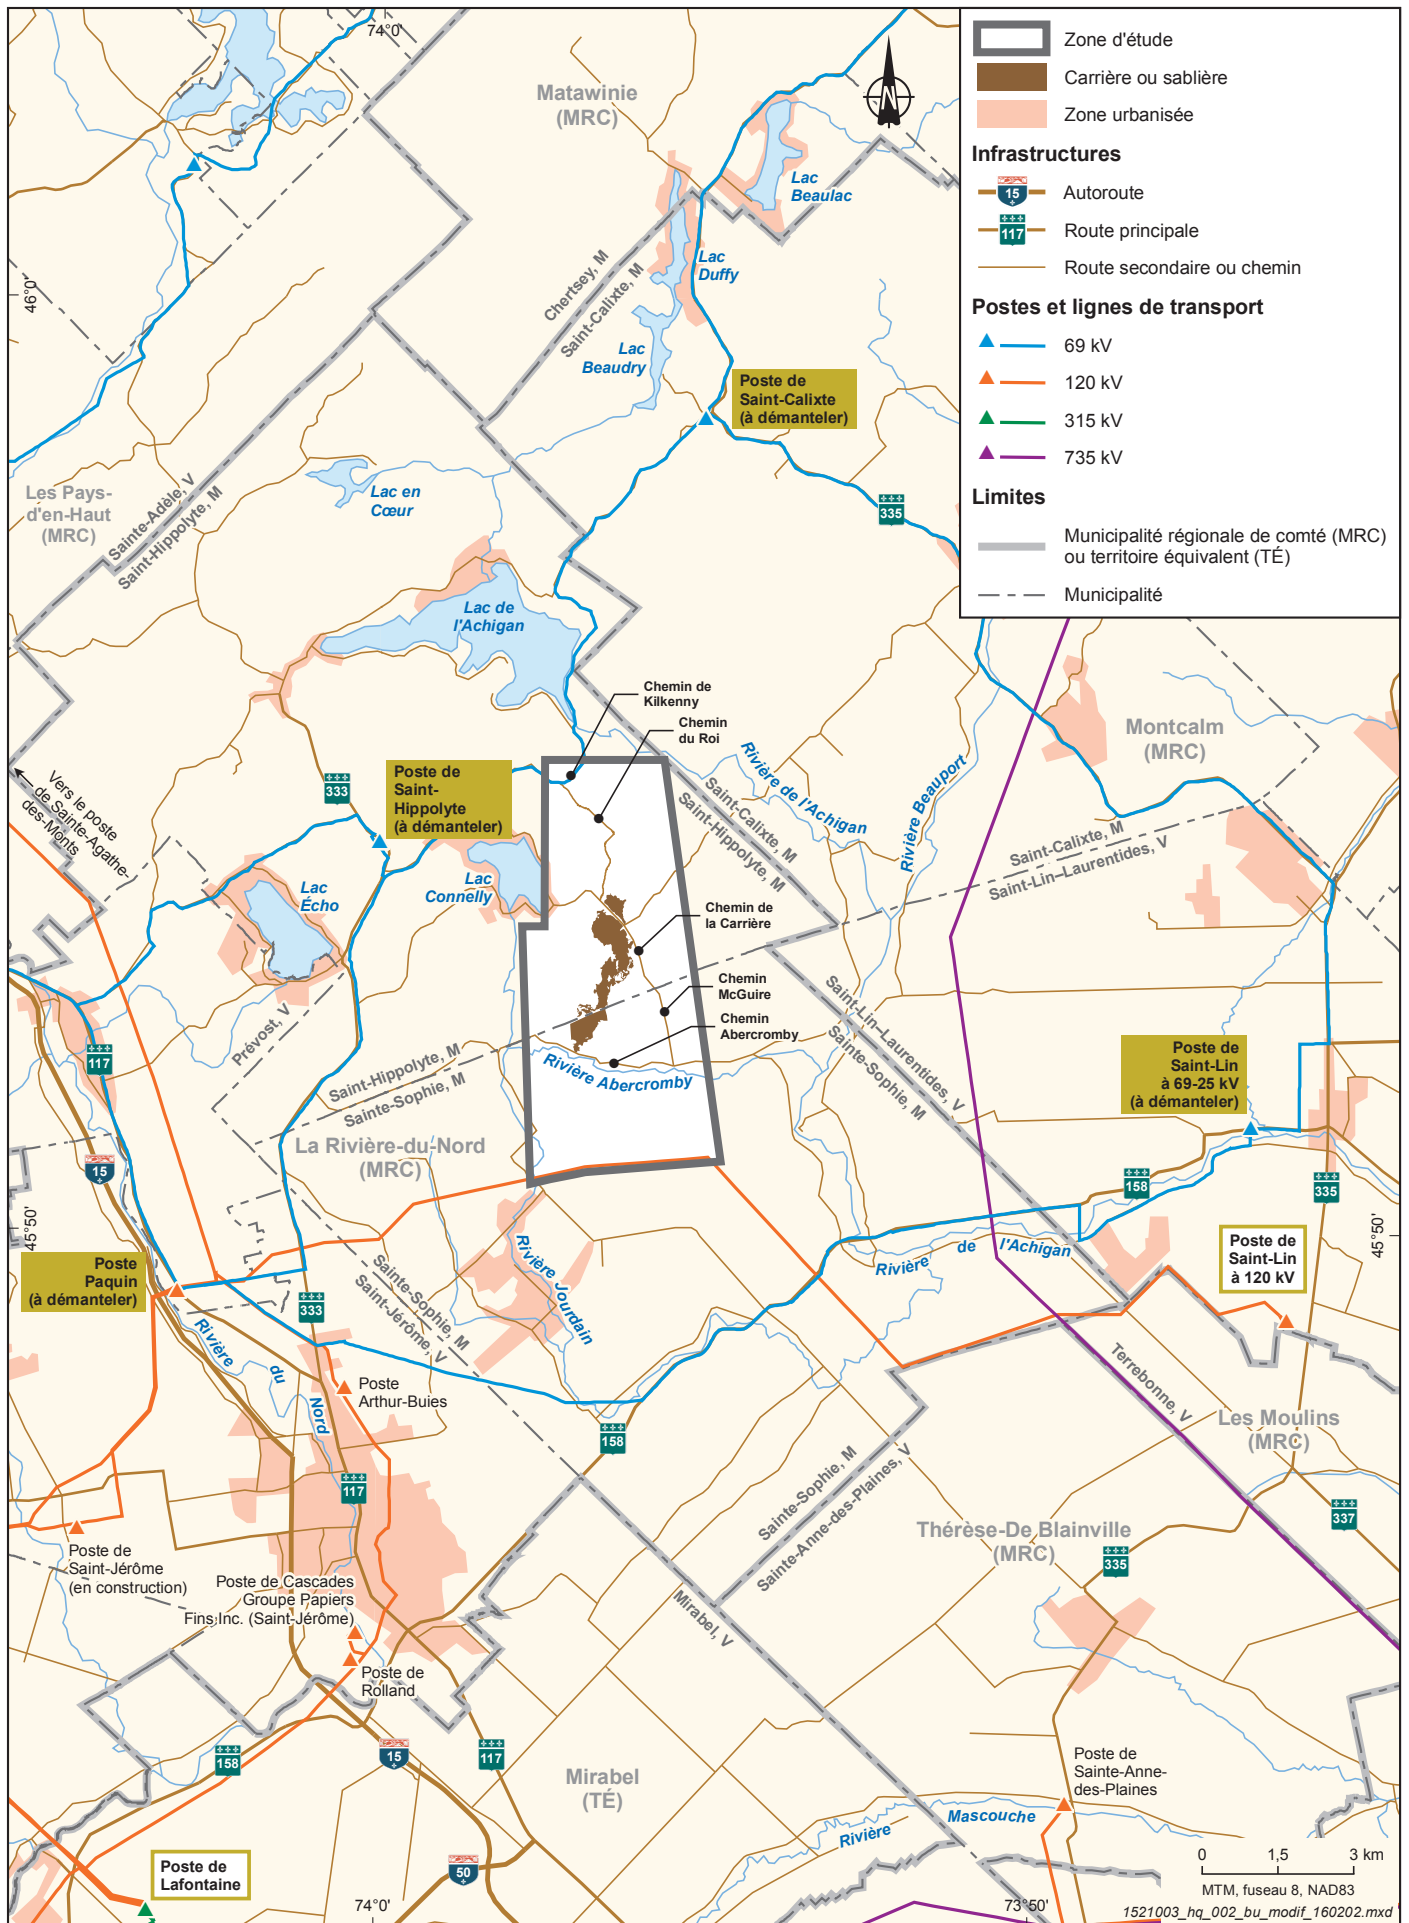 74°0'
Matawinie
(MRC)
Lac
Beaulac
Lac
Duffy
Chertsey, M
Saint-Calixte, M
Lac
Beaudry
46°0'
Poste de
Saint-Calixte
(à démanteler)
335
Les Pays-
d'en-Haut
(MRC)
Sainte-Adèle, V
Saint-Hippolyte, M
Lac en
Cœur
Lac de
l'Achigan
Zone d'étude
Carrière ou sablière
Zone urbanisée
Infrastructures
15
Autoroute
117
Route principale
Route secondaire ou chemin
Postes et lignes de transport
69 kV
120 kV
315 kV
735 kV
Limites
Municipalité régionale de comté (MRC)
ou territoire équivalent (TÉ)
Municipalité
N
Chemin de
Kilkenny
Chemin
du Roi
Montcalm
(MRC)
Vers le poste
de Sainte-Agathe-
des-Monts
333
Poste de
Saint-
Hippolyte
(à démanteler)
Rivière de l'Achigan
Rivière Beauport
Saint-Calixte, M
Saint-Hippolyte, M
Saint-Calixte, M
Saint-Lin–Laurentides, V
Lac
Écho
Lac
Connelly
Chemin de
la Carrière
Chemin
McGuire
Chemin
Abercromby
Rivière Abercromby
Prévost, V
Saint-Hippolyte, M
Sainte-Sophie, M
Saint-Lin-Laurentides, V
Sainte-Sophie, M
117
15
La Rivière-du-Nord
(MRC)
Poste de
Saint-Lin
à 69-25 kV
(à démanteler)
158
335
45°50'
45°50'
Poste
Paquin
(à démanteler)
Rivière Jourdain
Rivière
de
l'Achigan
Poste de
Saint-Lin
à 120 kV
333
Sainte-Sophie, M
Saint-Jérôme, V
Rivière
du
Nord
Poste
Arthur-Buies
Terrebonne, V
Les Moulins
(MRC)
158
117
Sainte-Sophie, M
Sainte-Anne-des-Plaines, V
Thérèse-De Blainville
(MRC)
337
335
Poste de
Saint-Jérôme
(en construction)
Poste de Cascades
Groupe Papiers
Fins Inc. (Saint-Jérôme)
Poste de
Rolland
Mirabel, V
158
15
117
Mirabel
(TÉ)
Poste de
Sainte-Anne-
des-Plaines
Rivière
Mascouche
Poste de
Lafontaine
50
74°0'
73°50'
0 1,5 3 km
MTM, fuseau 8, NAD83
1521003_hq_002_bu_modif_160202.mxd